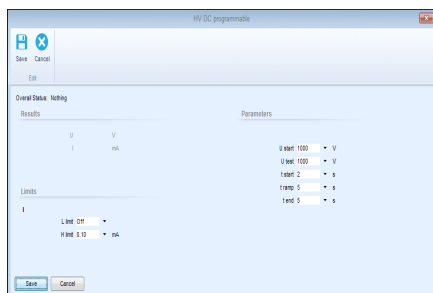 HV DC programmable
Save Cancel
Edit
Overall Status: Nothing
Results
U V
I mA
Limits
I
L limit Off
H limit 0.10 mA
Parameters
U start 1000 V
U test 1000 V
t start 2 s
t ramp 5 s
t end 5 s
Save Cancel